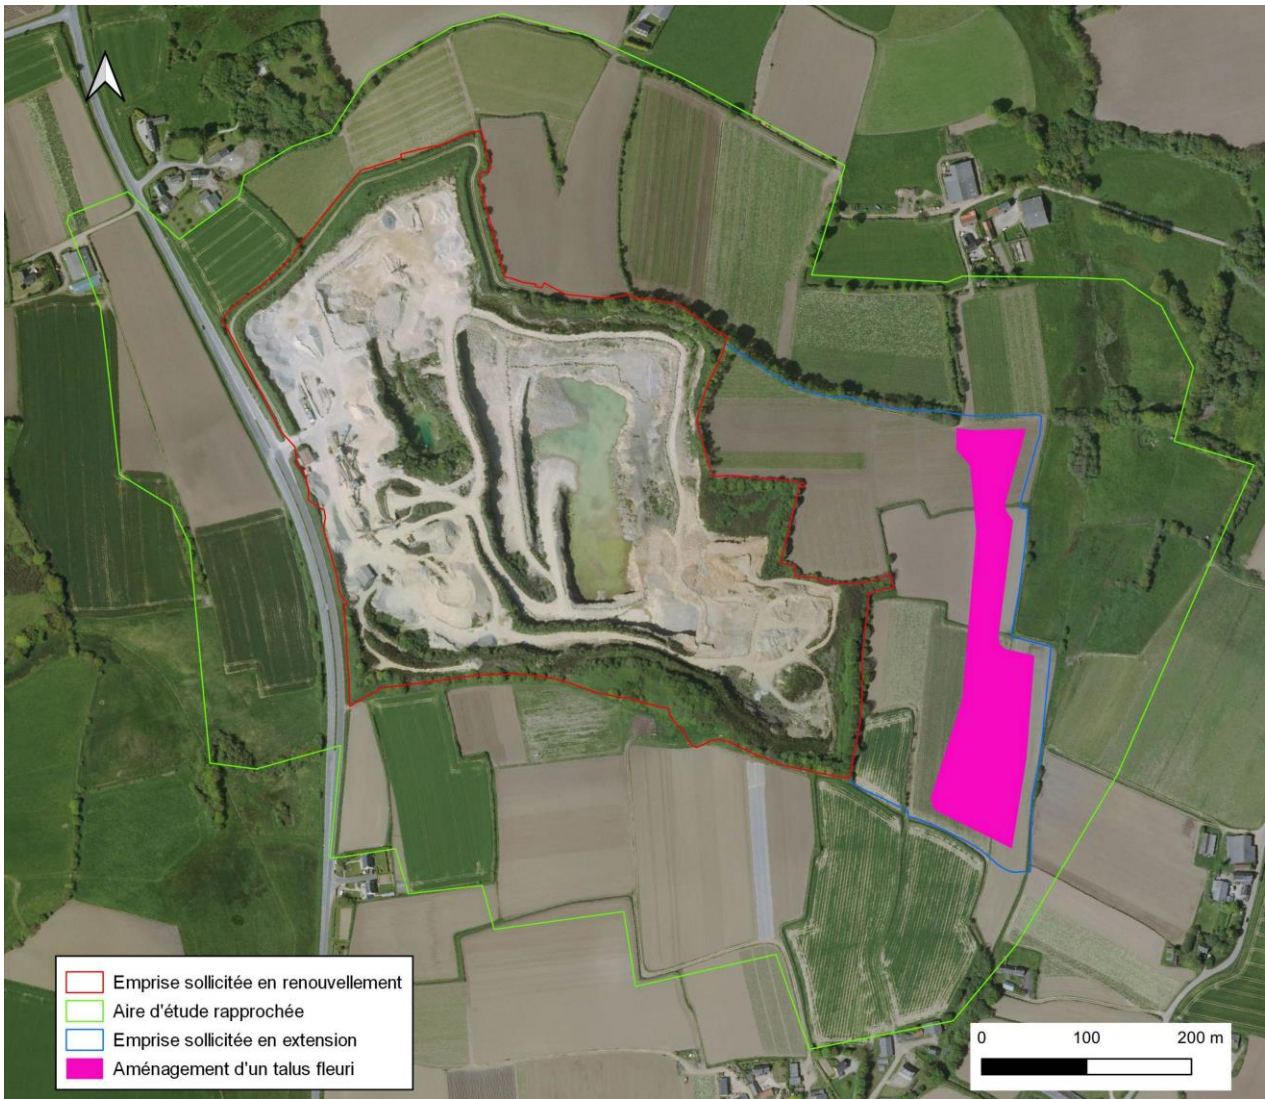 Emprise sollicitée en renouvellement
Aire d'étude rapprochée
Emprise sollicitée en extension
Aménagement d'un talus fleuri
0 100 200 m